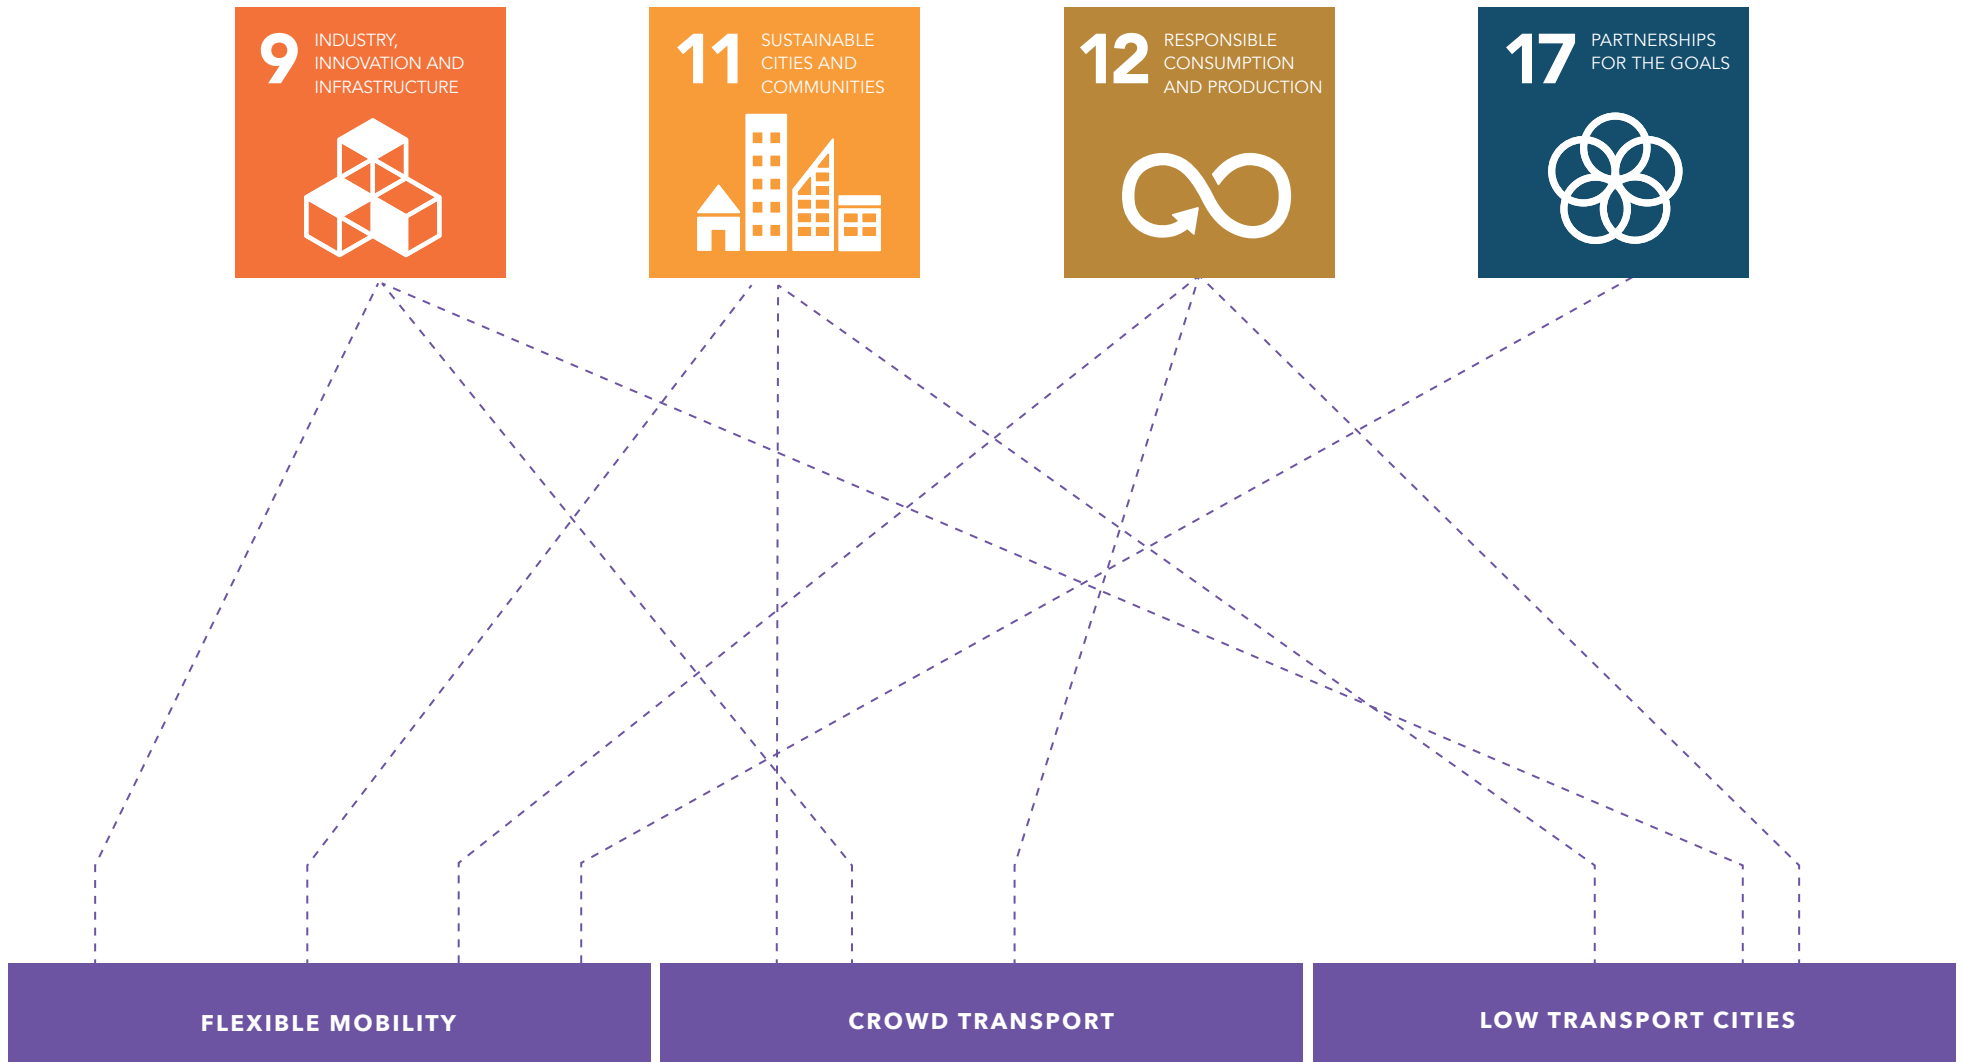 9
INDUSTRY,
INNOVATION AND
INFRASTRUCTURE
11
SUSTAINABLE
CITIES AND
COMMUNITIES
12
RESPONSIBLE
CONSUMPTION
AND PRODUCTION
17
PARTNERSHIPS
FOR THE GOALS
FLEXIBLE MOBILITY
CROWD TRANSPORT
LOW TRANSPORT CITIES